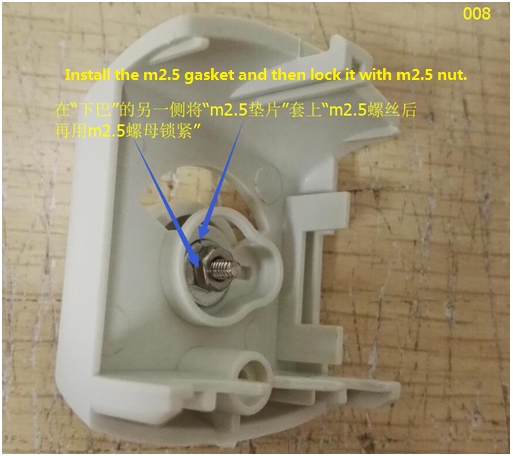 008
Install the m2.5 gasket and then lock it with m2.5 nut.
在“下巴”的另一侧将“m2.5垫片”套上“m2.5螺丝后
再用m2.5螺母锁紧”